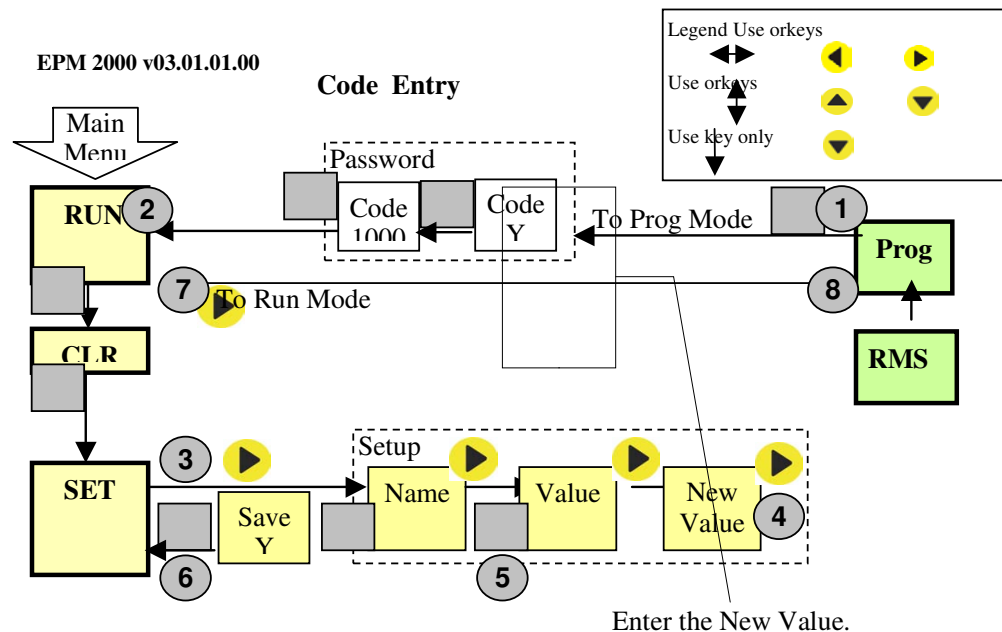 Legend Use orkeys
EPM 2000 v03.01.01.00
Code Entry
Use orkeys
Main
Menu
Use key only
Password
RUN
2
Code
1000
Code
Y
To Prog Mode
1
Prog
7
To Run Mode
8
CLR
RMS
Setup
3
SET
Name
Value
New
Value
4
Save
Y
6
5
Enter the New Value.